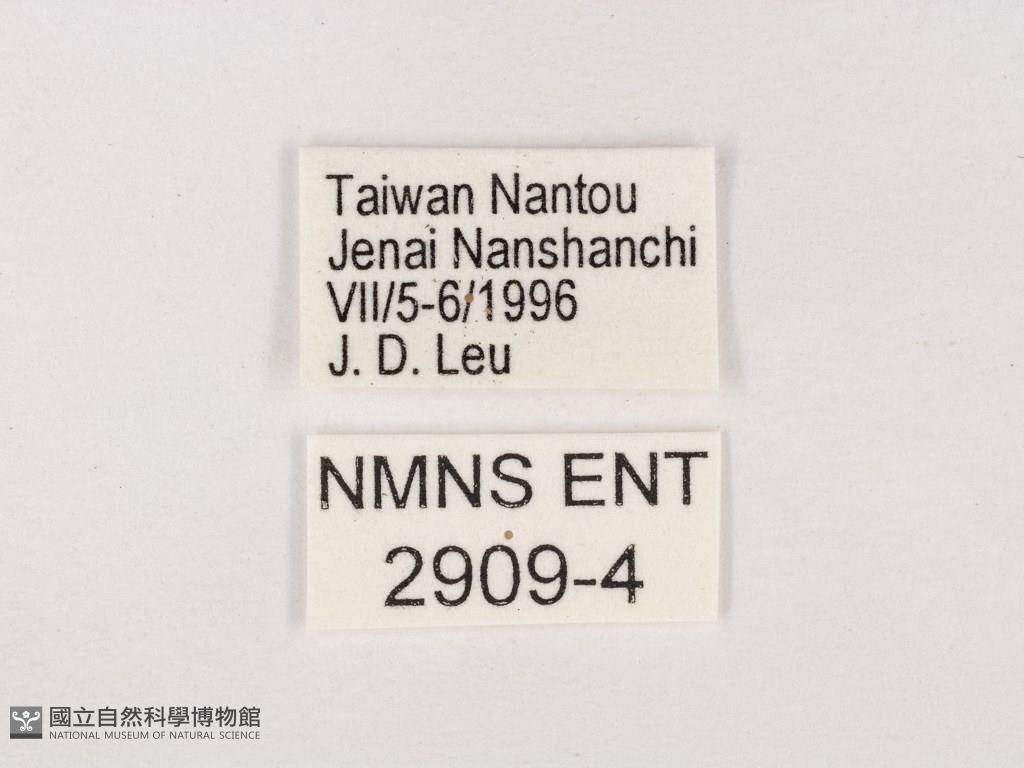 Taiwan Nantou
Jenai Nanshanchi
VII/5-6/1996
J. D. Leu
NMNS ENT
2909-4
國立自然科學博物館
NATIONAL MUSEUM OF NATURAL SCIENCE